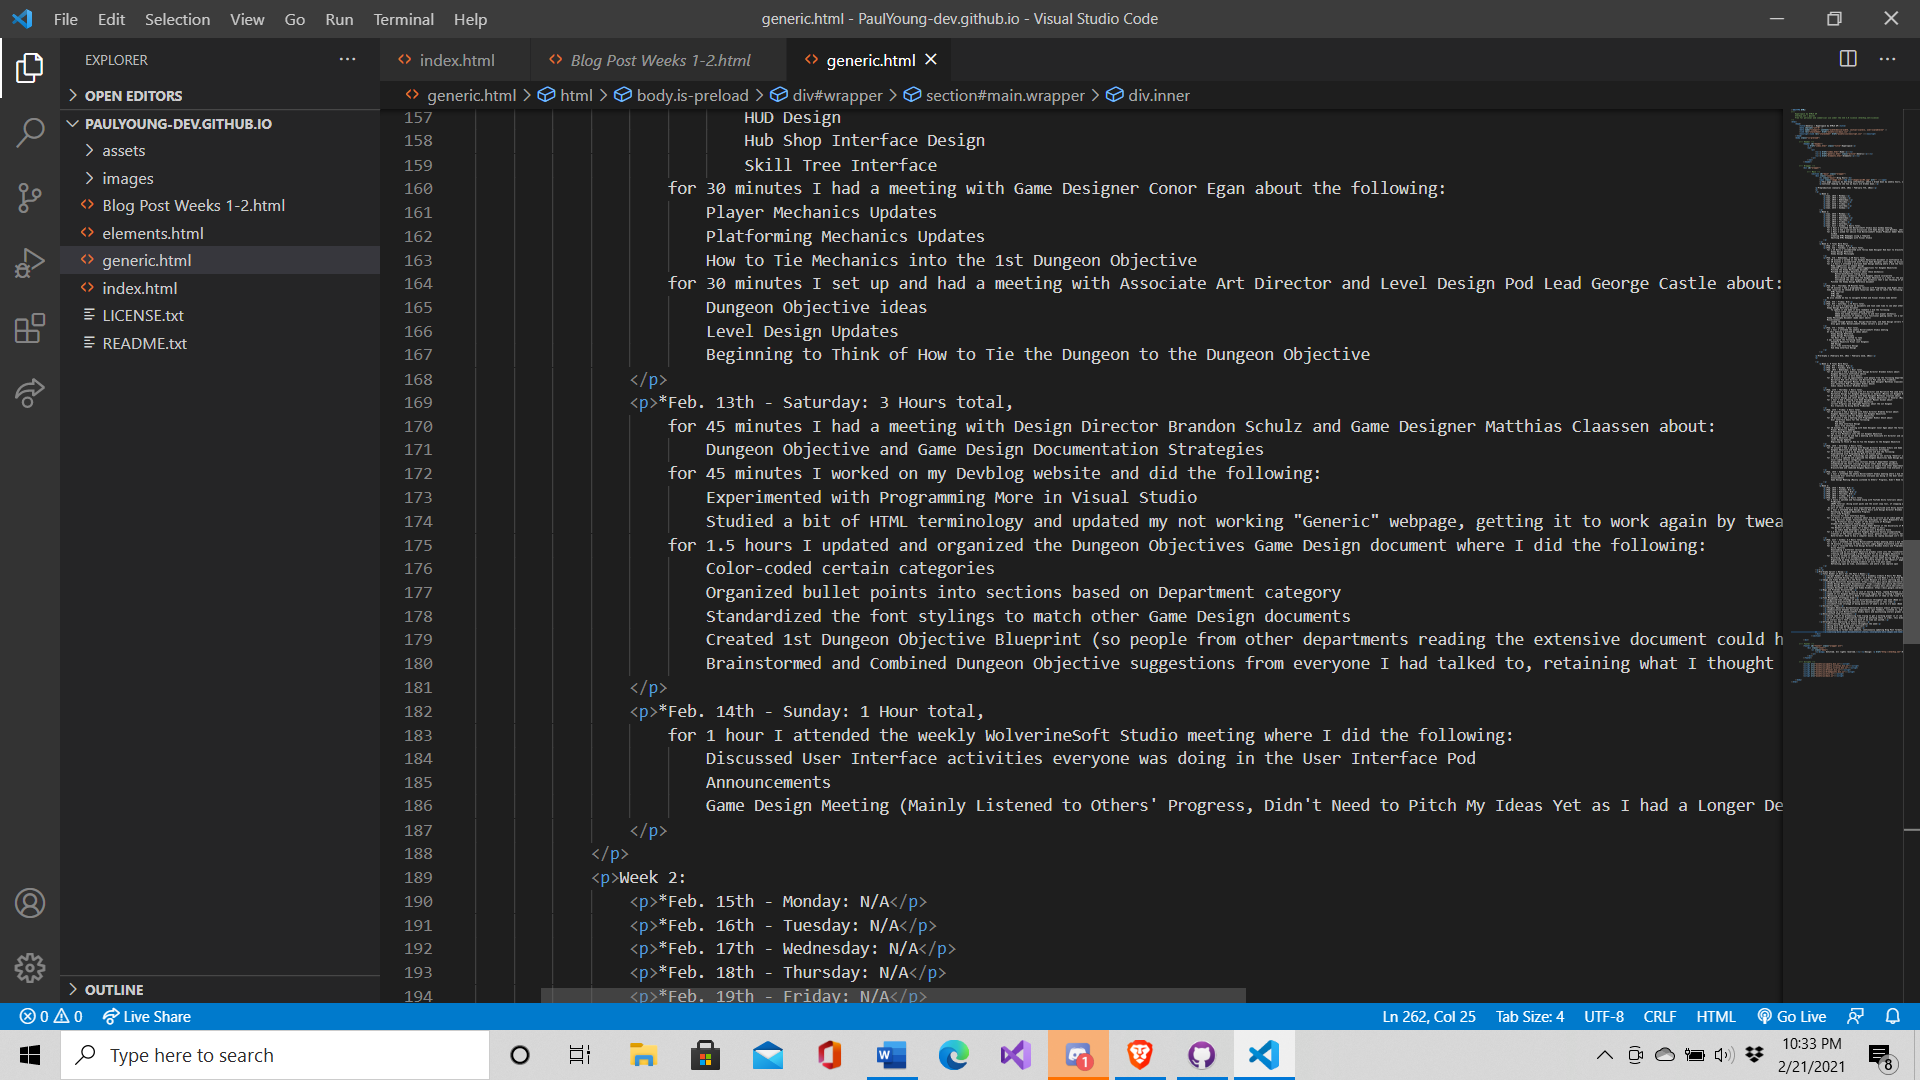 File Edit Selection View Go Run Terminal Help
generic.html - PaulYoung-dev.github.io - Visual Studio Code
EXPLORER
OPEN EDITORS
PAULYOUNG-DEV.GITHUB.IO
assets
images
Blog Post Weeks 1-2.html
elements.html
generic.html
index.html
LICENSE.txt
README.txt
OUTLINE
index.html Blog Post Weeks 1-2.html generic.html
generic.html > html > body.is-preload > div#wrapper > section#main.wrapper > div.inner
157 HUD Design
158 Hub Shop Interface Design
159 Skill Tree Interface
160 for 30 minutes I had a meeting with Game Designer Conor Egan about the following:
161 Player Mechanics Updates
162 Platforming Mechanics Updates
163 How to Tie Mechanics into the 1st Dungeon Objective
164 for 30 minutes I set up and had a meeting with Associate Art Director and Level Design Pod Lead George Castle about:
165 Dungeon Objective ideas
166 Level Design Updates
167 Beginning to Think of How to Tie the Dungeon to the Dungeon Objective
168 </p>
169 <p>*Feb. 13th - Saturday: 3 Hours total,
170 for 45 minutes I had a meeting with Design Director Brandon Schulz and Game Designer Matthias Claassen about:
171 Dungeon Objective and Game Design Documentation Strategies
172 for 45 minutes I worked on my Devblog website and did the following:
173 Experimented with Programming More in Visual Studio
174 Studied a bit of HTML terminology and updated my not working "Generic" webpage, getting it to work again by twea
175 for 1.5 hours I updated and organized the Dungeon Objectives Game Design document where I did the following:
176 Color-coded certain categories
177 Organized bullet points into sections based on Department category
178 Standardized the font stylings to match other Game Design documents
179 Created 1st Dungeon Objective Blueprint (so people from other departments reading the extensive document could h
180 Brainstormed and Combined Dungeon Objective suggestions from everyone I had talked to, retaining what I thought
181 </p>
182 <p>*Feb. 14th - Sunday: 1 Hour total,
183 for 1 hour I attended the weekly WolverineSoft Studio meeting where I did the following:
184 Discussed User Interface activities everyone was doing in the User Interface Pod
185 Announcements
186 Game Design Meeting (Mainly Listened to Others' Progress, Didn't Need to Pitch My Ideas Yet as I had a Longer De
187 </p>
188 </p>
189 <p>Week 2:
190 <p>*Feb. 15th - Monday: N/A</p>
191 <p>*Feb. 16th - Tuesday: N/A</p>
192 <p>*Feb. 17th - Wednesday: N/A</p>
193 <p>*Feb. 18th - Thursday: N/A</p>
194 <p>*Feb. 19th - Friday: N/A</p>
0 0 Live Share Ln 262, Col 25 Tab Size: 4 UTF-8 CRLF HTML Go Live
Type here to search
1
10:33 PM
2/21/2021
8